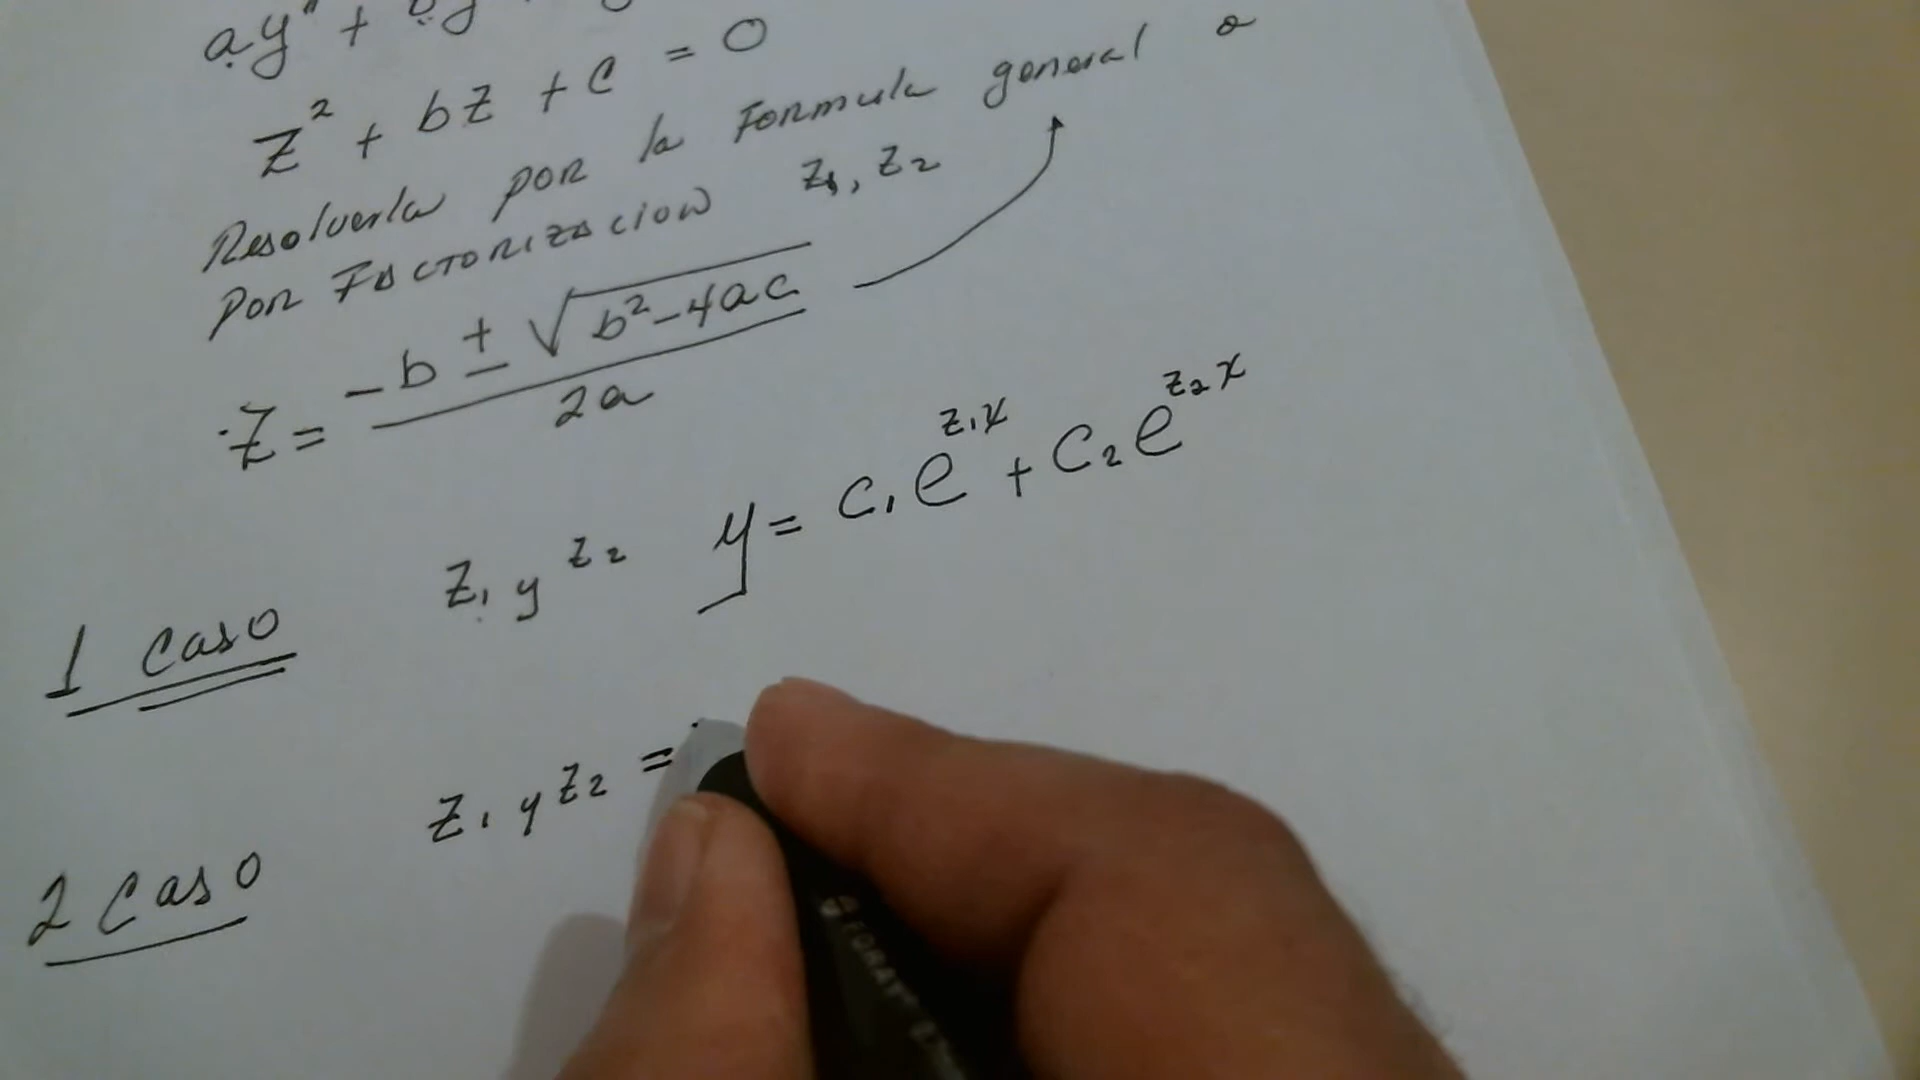 ay" + by
z² + bz + c = 0
Resolverla por la Formula general o
por Factorizacion z₁, z₂
z = -b ± √b²-4ac / 2a
1 Caso z₁ y z₂ y = c₁e^z₁x + c₂e^z₂x
2 Caso z₁ y z₂ =
FORAY